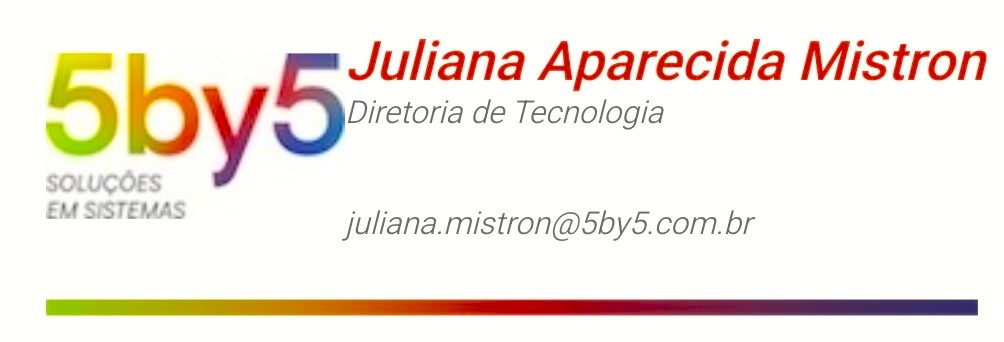 5by5
SOLUÇÕES
EM SISTEMAS
Juliana Aparecida Mistron
Diretoria de Tecnologia
juliana.mistron@5by5.com.br